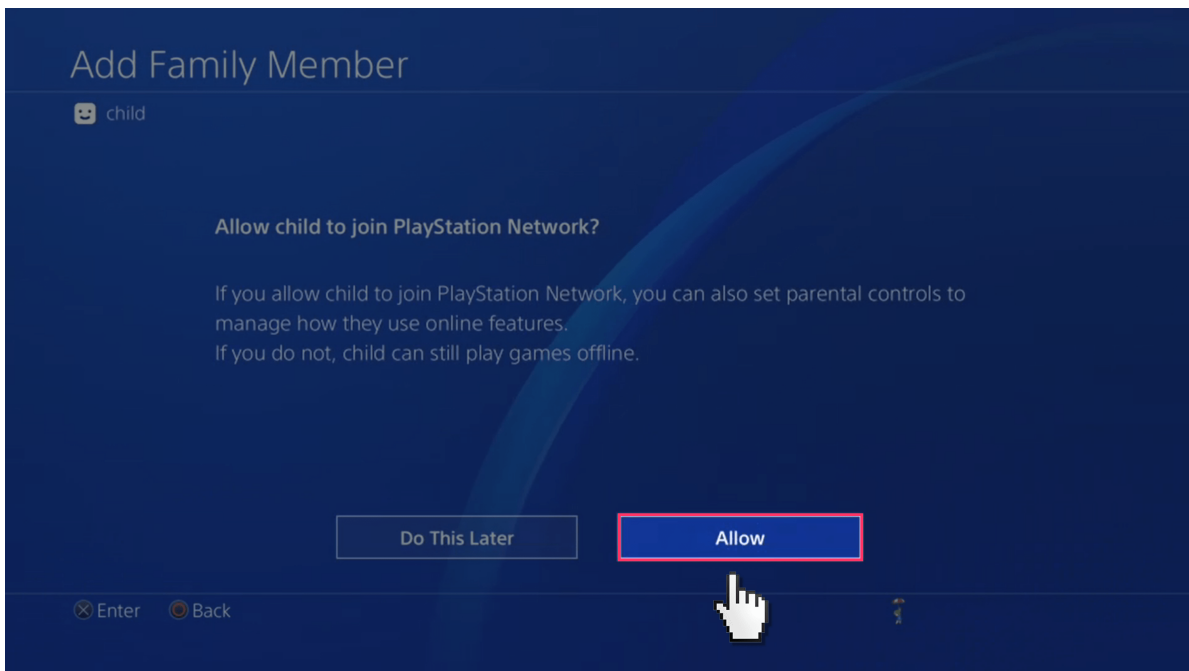 Add Family Member
child
Allow child to join PlayStation Network?
If you allow child to join PlayStation Network, you can also set parental controls to
manage how they use online features.
If you do not, child can still play games offline.
Do This Later
Allow
Enter Back